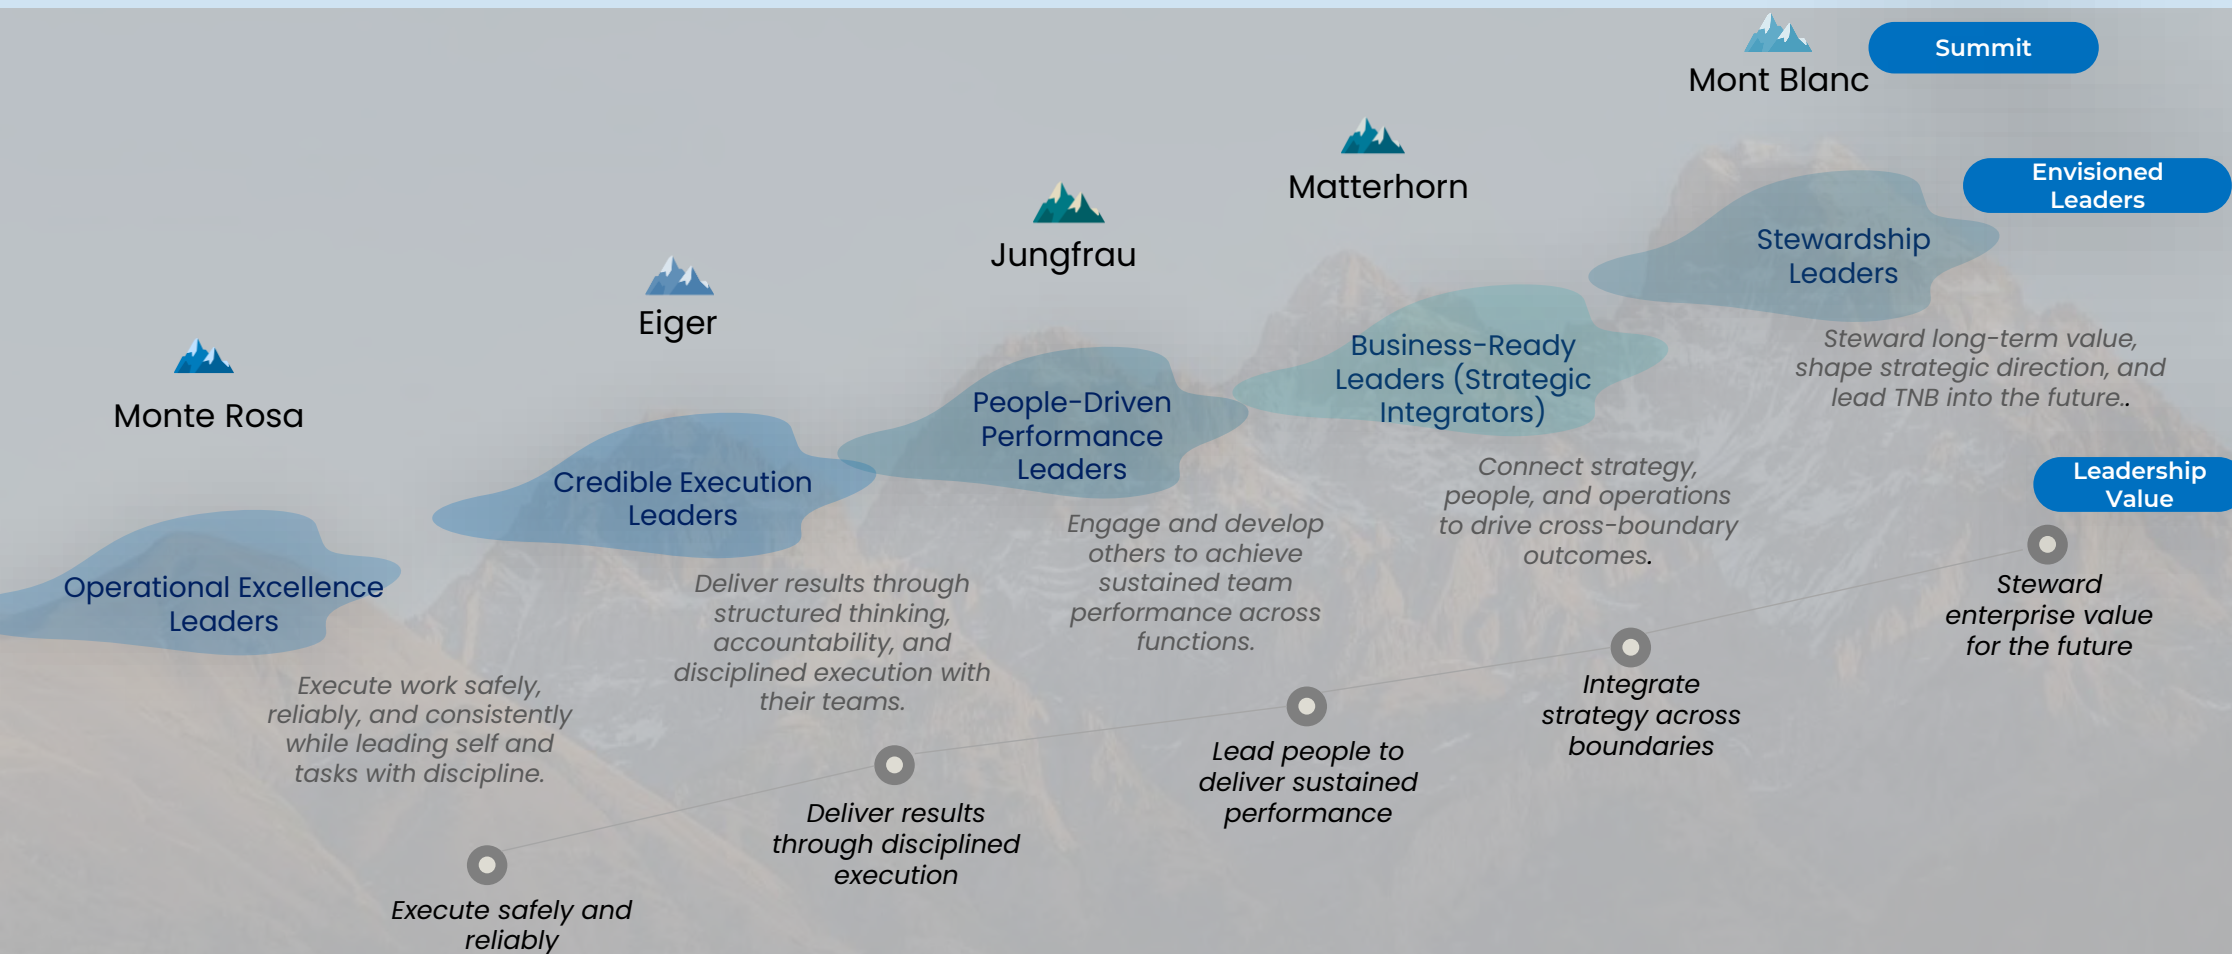 Summit
Mont Blanc
Matterhorn
Jungfrau
Eiger
Monte Rosa
Envisioned
Leaders
Stewardship
Leaders
Business-Ready
Leaders (Strategic
Integrators)
People-Driven
Performance
Leaders
Credible Execution
Leaders
Operational Excellence
Leaders
Steward long-term value,
shape strategic direction, and
lead TNB into the future..
Connect strategy,
people, and operations
to drive cross-boundary
outcomes.
Engage and develop
others to achieve
sustained team
performance across
functions.
Deliver results through
structured thinking,
accountability, and
disciplined execution with
their teams.
Execute work safely,
reliably, and consistently
while leading self and
tasks with discipline.
Leadership
Value
Steward
enterprise value
for the future
Integrate
strategy across
boundaries
Lead people to
deliver sustained
performance
Deliver results
through disciplined
execution
Execute safely and
reliably